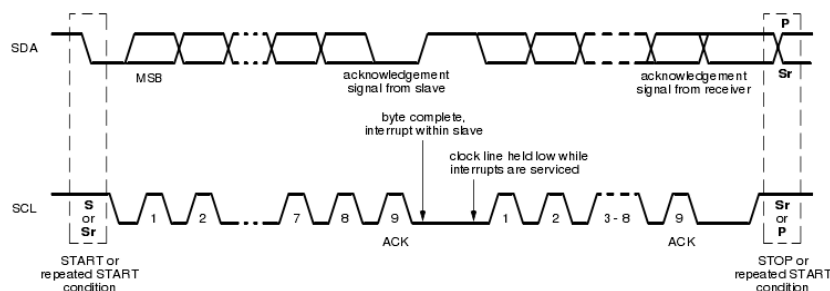 P
SDA
MSB
acknowledgement
signal from slave
acknowledgement
signal from receiver
Sr
byte complete,
interrupt within slave
clock line held low while
interrupts are serviced
SCL
S
or
Sr
1
2
7
8
9
1
2
3 - 8
9
Sr
or
P
ACK
ACK
START or
repeated START
condition
STOP or
repeated START
condition